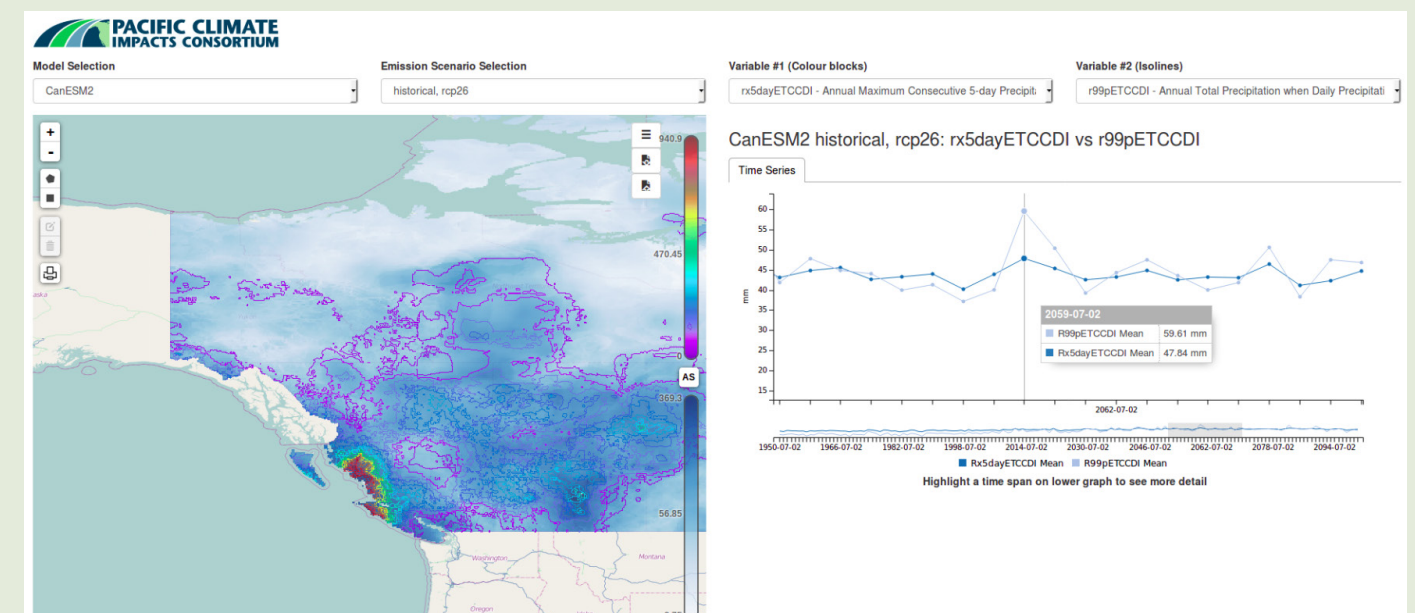 PACIFIC CLIMATE
IMPACTS CONSORTIUM
Model Selection
CanESM2
Emission Scenario Selection
historical, rcp26
Variable #1 (Colour blocks)
rx5dayETCCDI - Annual Maximum Consecutive 5-day Precipit
Variable #2 (Isolines)
r99pETCCDI - Annual Total Precipitation when Daily Precipitati
+
-
940.9
470.45
0
AS
369.3
56.85
aska
Washington
Montana
Oregon
CanESM2 historical, rcp26: rx5dayETCCDI vs r99pETCCDI
Time Series
60
55
50
45
40
35
30
25
20
15
mm
2059-07-02
R99pETCCDI Mean 59.61 mm
Rx5dayETCCDI Mean 47.84 mm
2062-07-02
1950-07-02 1966-07-02 1982-07-02 1998-07-02 2014-07-02 2030-07-02 2046-07-02 2062-07-02 2078-07-02 2094-07-02
Rx5dayETCCDI Mean R99pETCCDI Mean
Highlight a time span on lower graph to see more detail